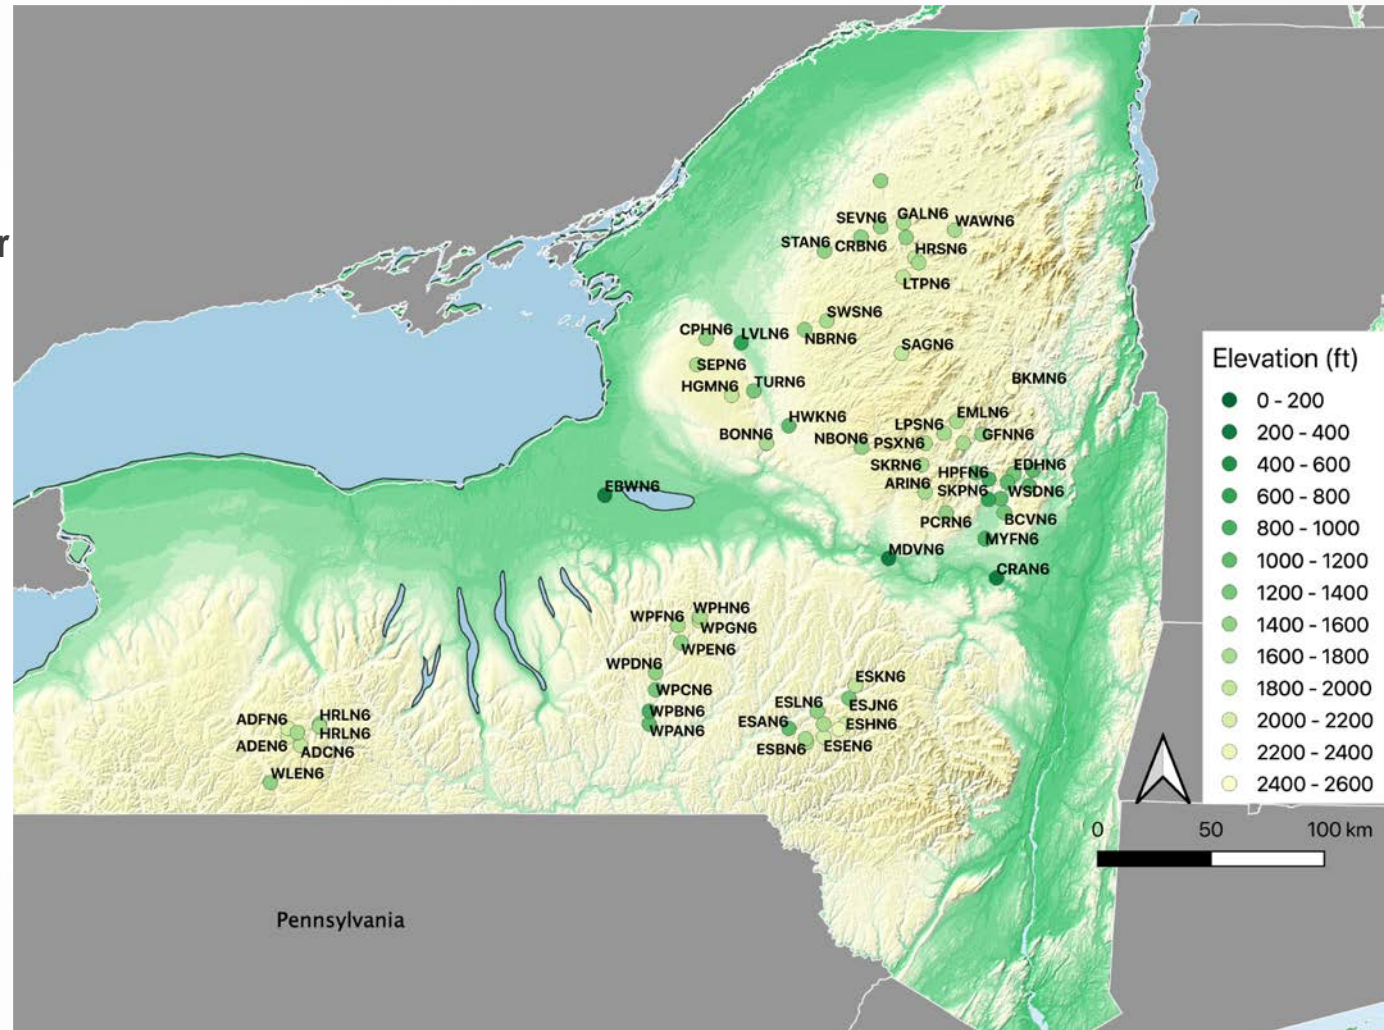 r
SEVN6
GALN6
WAWN6
STAN6
CRBN6
HRSN6
LTPN6
SWSN6
CPHN6
LVLN6
NBRN6
SAGN6
SEPN6
HGMN6
TURN6
BKMN6
HWKN6
LPSN6
EMLN6
BONN6
NBON6
PSXN6
GFNN6
SKRN6
HPFN6
EDHN6
ARIN6
SKPN6
WSDN6
EBWN6
PCRN6
BCVN6
MYFN6
MDVN6
CRAN6
WPHN6
WPFN6
WPGN6
WPEN6
WPDN6
WPCN6
WPBN6
WPAN6
ESKN6
ESLN6
ESJN6
ESAN6
ESHN6
ESBN6
ESEN6
ADFN6
HRLN6
HRLN6
ADEN6
ADCN6
WLEN6
Elevation (ft)
0 - 200
200 - 400
400 - 600
600 - 800
800 - 1000
1000 - 1200
1200 - 1400
1400 - 1600
1600 - 1800
1800 - 2000
2000 - 2200
2200 - 2400
2400 - 2600
0 50 100 km
Pennsylvania